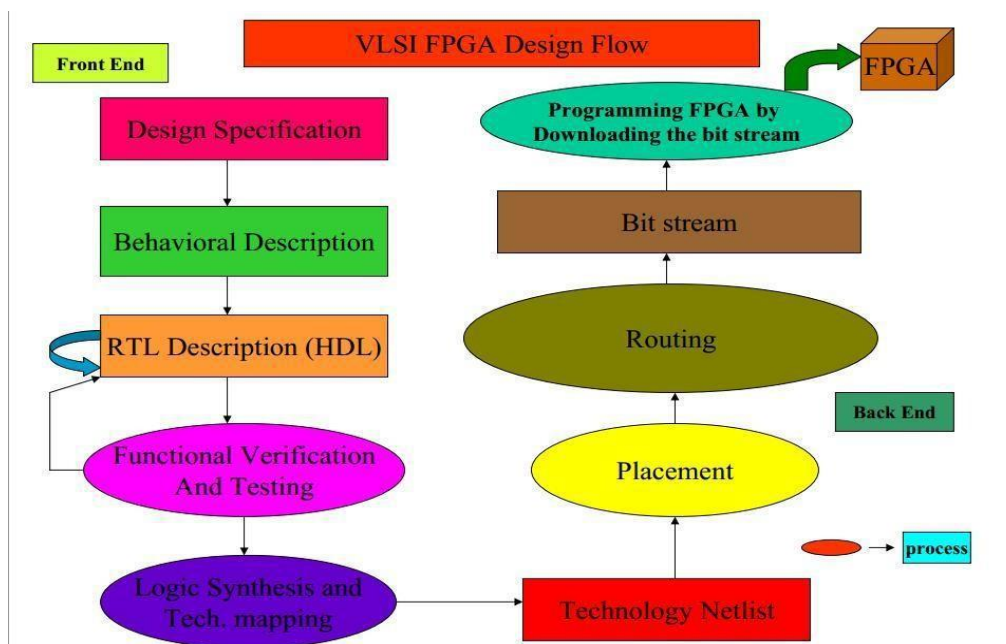 VLSI FPGA Design Flow
Front End
FPGA
Design Specification
Behavioral Description
RTL Description (HDL)
Functional Verification
And Testing
Logic Synthesis and
Tech. mapping
Technology Netlist
Placement
Routing
Bit stream
Programming FPGA by
Downloading the bit stream
Back End
process